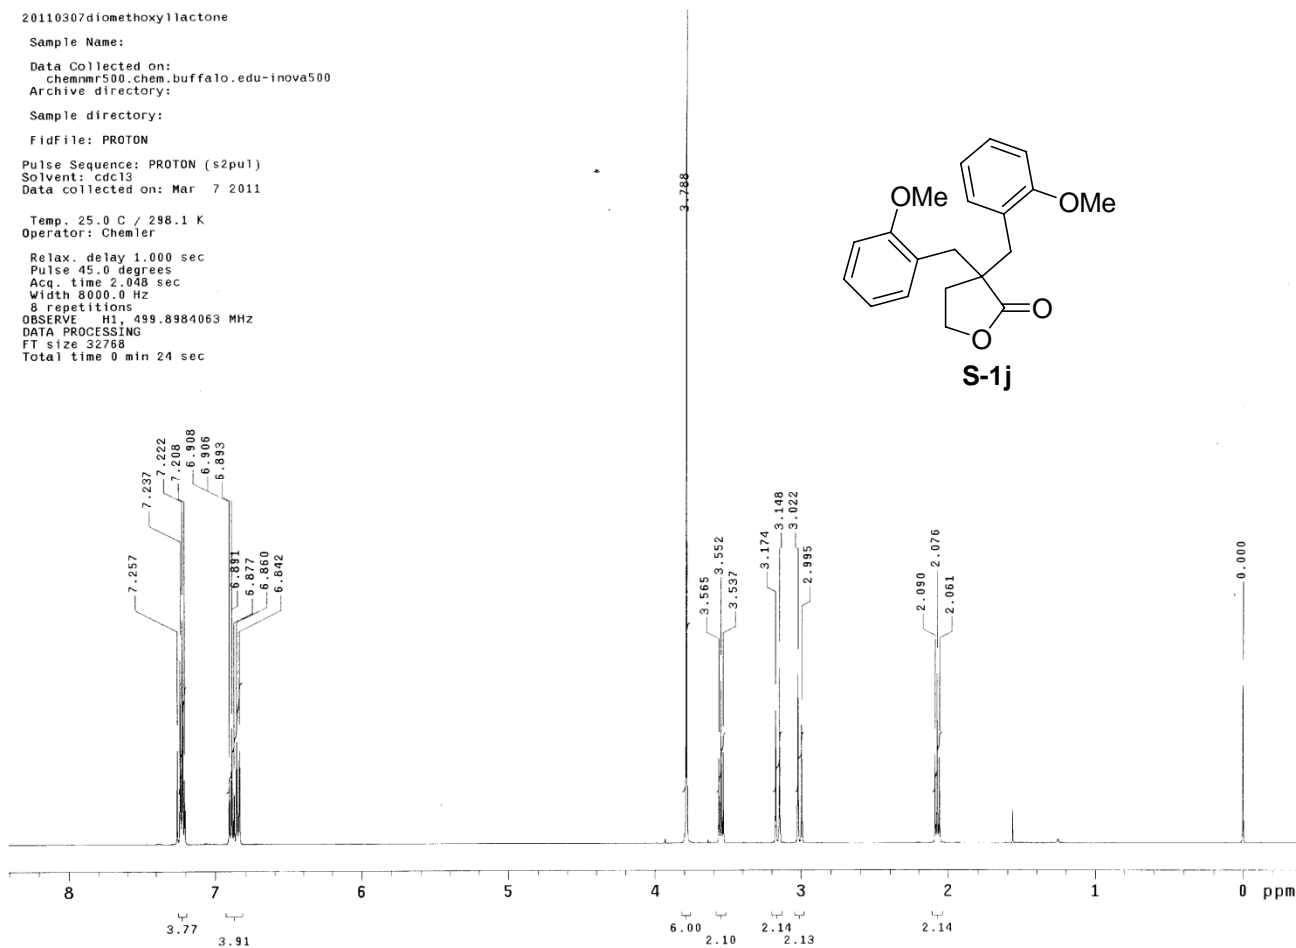 20110307diomethoxyllactone
Sample Name:
Data Collected on:
chemnmr500.chem.buffalo.edu-inova500
Archive directory:
Sample directory:
FidFile: PROTON
Pulse Sequence: PROTON (s2pul)
Solvent: cdcl3
Data collected on: Mar 7 2011
Temp. 25.0 C / 298.1 K
Operator: Chemler
Relax. delay 1.000 sec
Pulse 45.0 degrees
Acq. time 2.048 sec
Width 8000.0 Hz
8 repetitions
OBSERVE H1, 499.8984063 MHz
DATA PROCESSING
FT size 32768
Total time 0 min 24 sec
OMe
OMe
O
O
S-1j
7.257
7.237
7.222
7.208
6.908
6.906
6.893
6.891
6.877
6.860
6.842
3.788
3.565
3.552
3.537
3.174
3.148
3.022
2.995
2.090
2.076
2.061
0.000
8 7 6 5 4 3 2 1 0 ppm
3.77
3.91
6.00
2.10
2.14
2.13
2.14